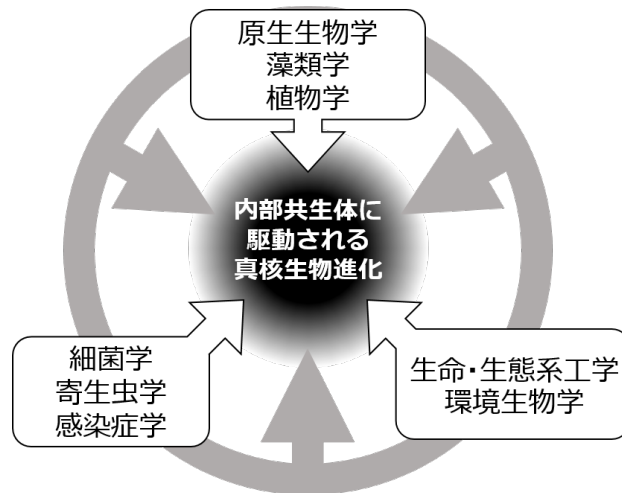 原生生物学
藻類学
植物学
内部共生体に
駆動される
真核生物進化
細菌学
寄生虫学
感染症学
生命・生態系工学
環境生物学